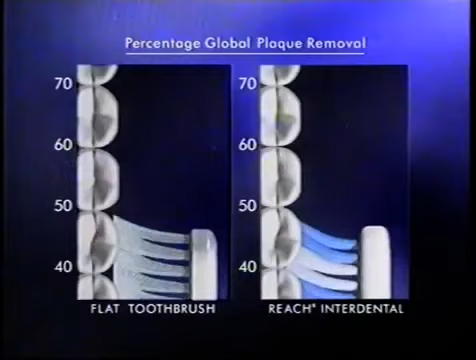 Percentage Global Plaque Removal
70
60
50
40
70
60
50
40
FLAT TOOTHBRUSH
REACH® INTERDENTAL